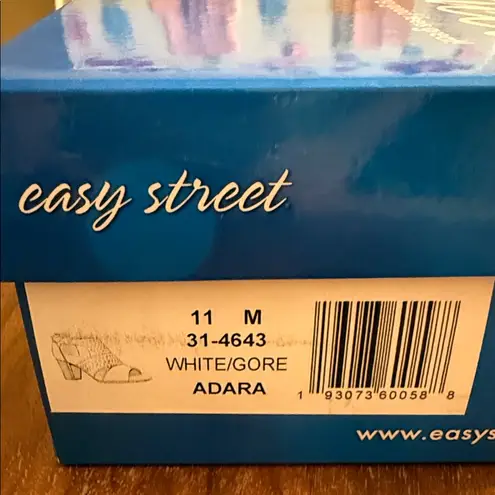 easy street
11 M
31-4643
WHITE/GORE
ADARA
1 93073 60058 8
www.easys